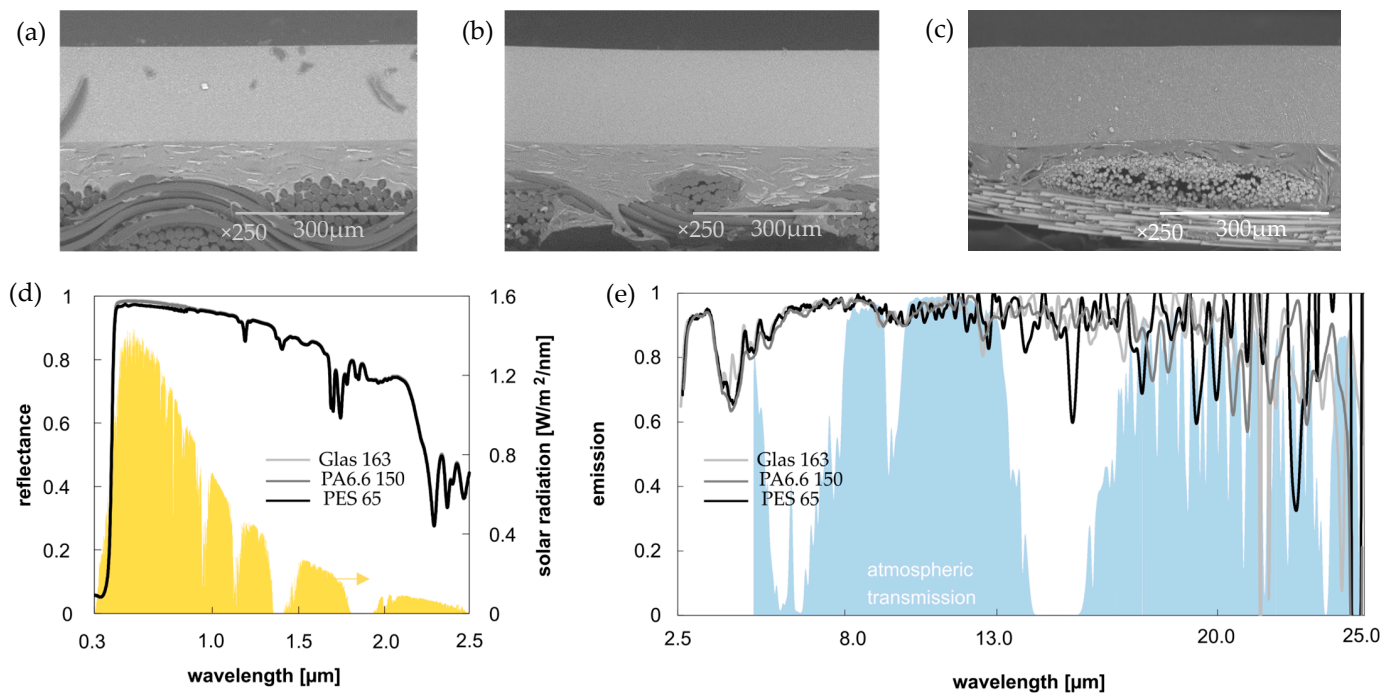 (a)
×250 300µm
(b)
×250 300µm
(c)
×250 300µm
(d)
reflectance
1
0.8
0.6
0.4
0.2
0
Glas 163
PA6.6 150
PES 65
1.6
1.2
0.8
0.4
0
solar radiation [W/m²/nm]
0.3 1.0 1.5 2.0 2.5
wavelength [µm]
(e)
emission
1
0.8
0.6
0.4
0.2
0
Glas 163
PA6.6 150
PES 65
atmospheric
transmission
2.5 8.0 13.0 20.0 25.0
wavelength [µm]